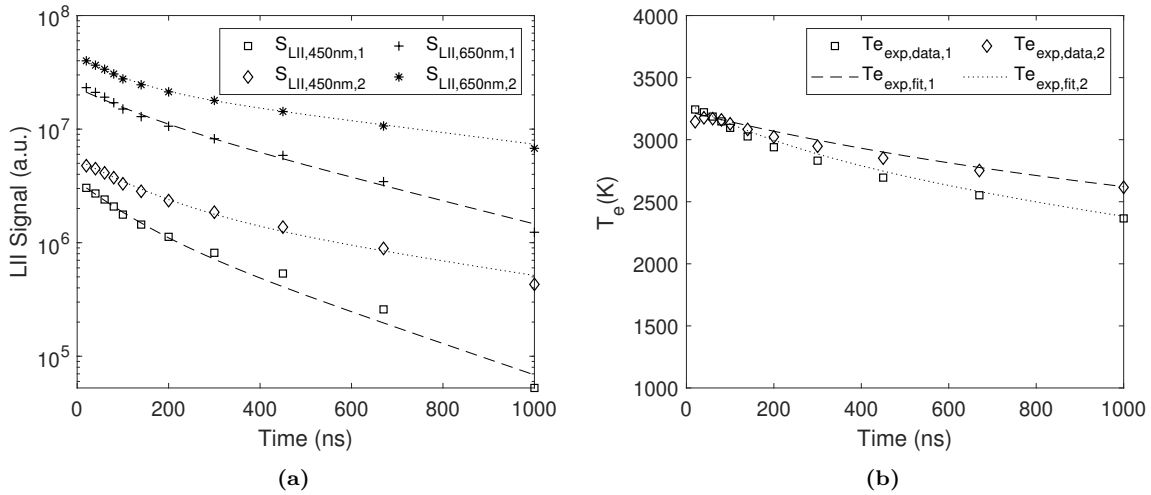 10^8
10^7
10^6
10^5
LII Signal (a.u.)
S_LII,450nm,1
S_LII,450nm,2
S_LII,650nm,1
S_LII,650nm,2
0 200 400 600 800 1000
Time (ns)
(a)
4000
3500
3000
2500
2000
1500
1000
T_e(K)
Te_exp,data,1
Te_exp,fit,1
Te_exp,data,2
Te_exp,fit,2
0 200 400 600 800 1000
Time (ns)
(b)